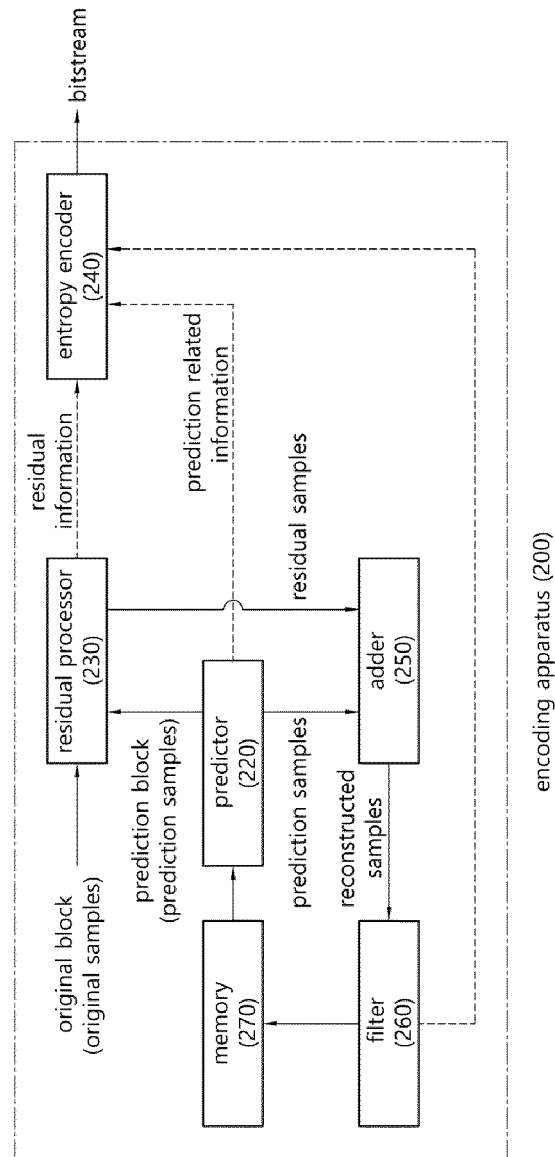 original block
(original samples)
residual processor
(230)
residual
information
entropy encoder
(240)
bitstream
prediction block
(prediction samples)
prediction related
information
memory
(270)
predictor
(220)
residual samples
prediction samples
filter
(260)
reconstructed
samples
adder
(250)
encoding apparatus (200)